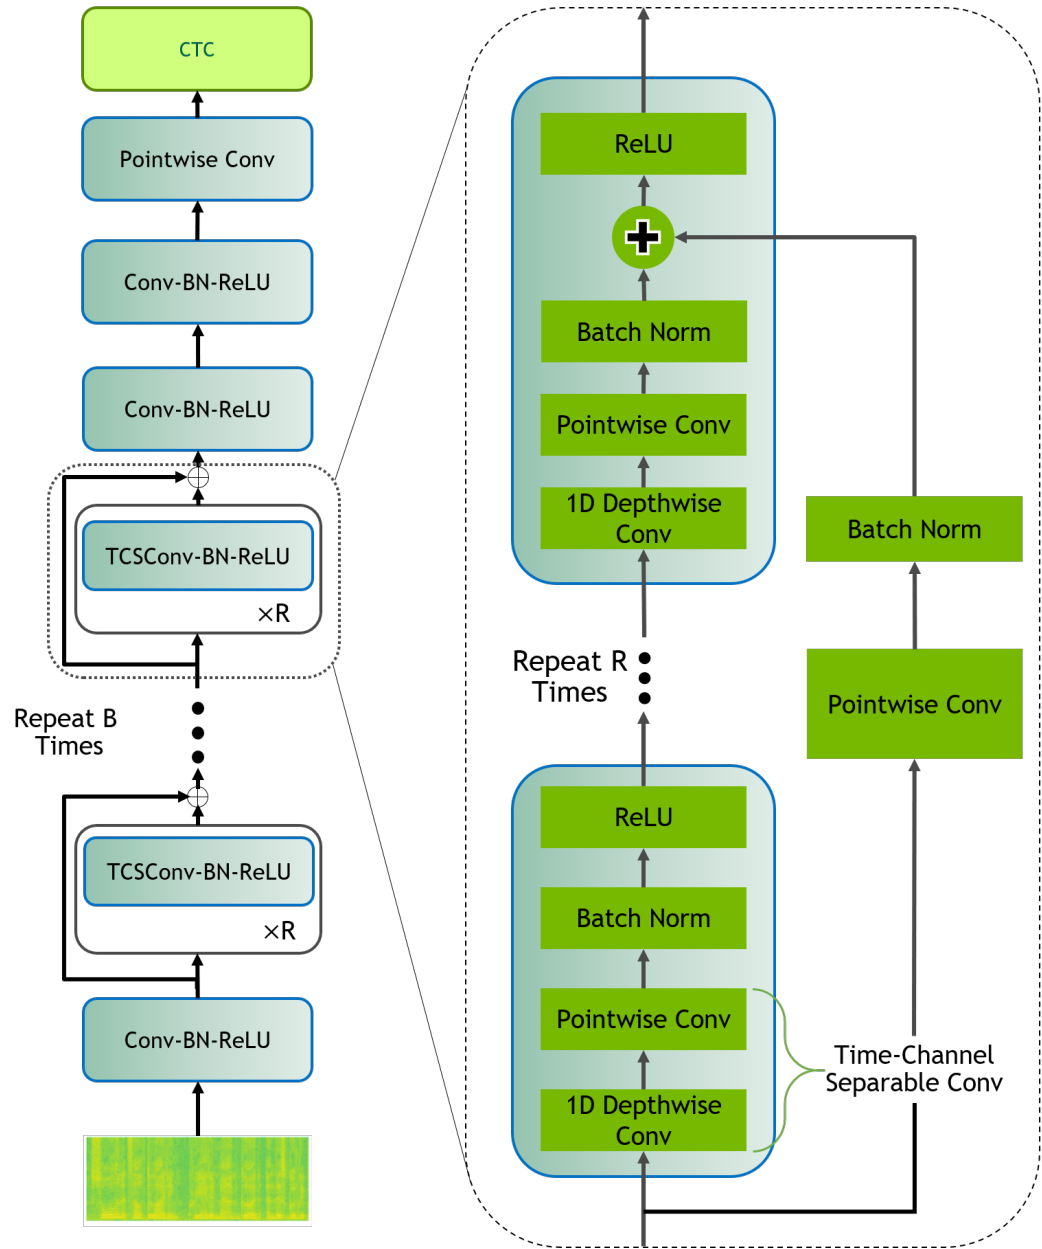 CTC
Pointwise Conv
Conv-BN-ReLU
Conv-BN-ReLU
TCSConv-BN-ReLU
×R
Repeat B
Times
TCSConv-BN-ReLU
×R
Conv-BN-ReLU
ReLU
Batch Norm
Pointwise Conv
1D Depthwise
Conv
Batch Norm
Pointwise Conv
Repeat R
Times
ReLU
Batch Norm
Pointwise Conv
1D Depthwise
Conv
Time-Channel
Separable Conv